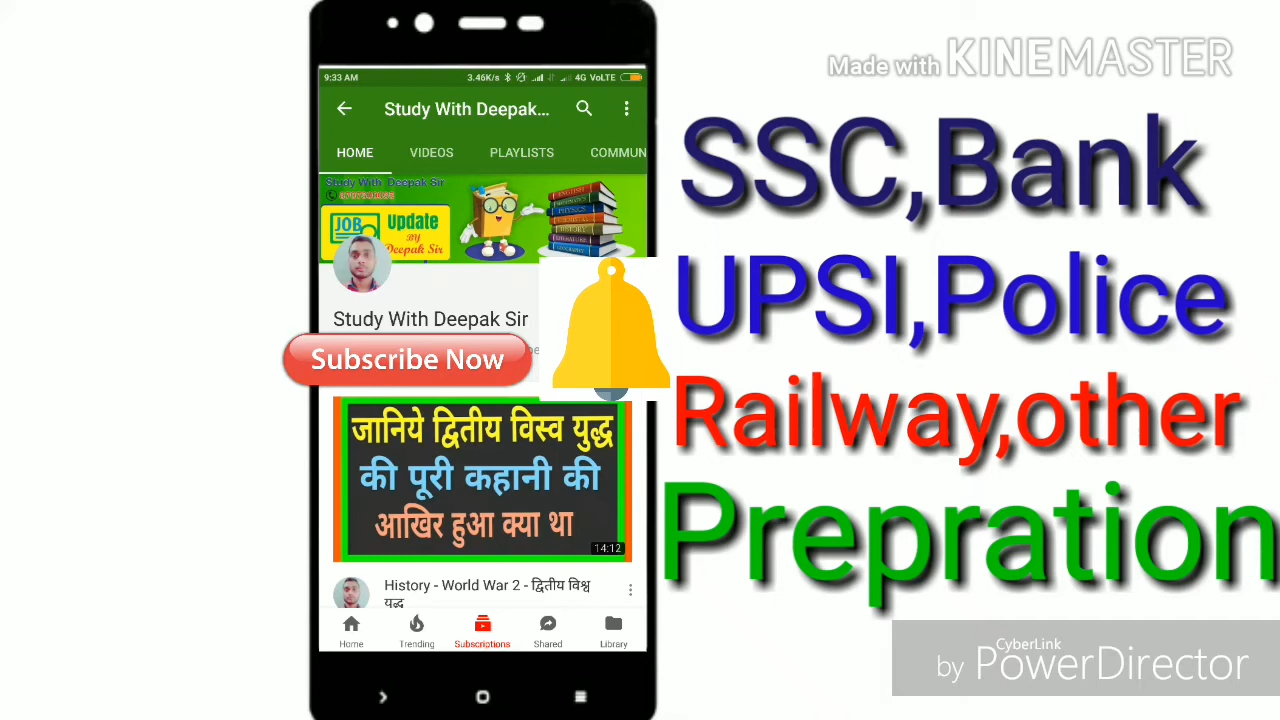 Made with KINEMASTER
9:33 AM 3.46K/s 4G VoLTE
Study With Deepak...
HOME VIDEOS PLAYLISTS COMMUN
Study With Deepak Sir
JOB update
BY
Deepak Sir
ENGLISH
PHYSICS
Study With Deepak Sir
Subscribe Now
SSC,Bank
UPSI,Police
Railway,other
Prepration
जानिये द्वितीय विस्व युद्ध
की पूरी कहानी की
आखिर हुआ क्या था
14:12
History - World War 2 - द्वितीय विश्व
युद्ध
Home Trending Subscriptions Shared Library
CyberLink
by PowerDirector